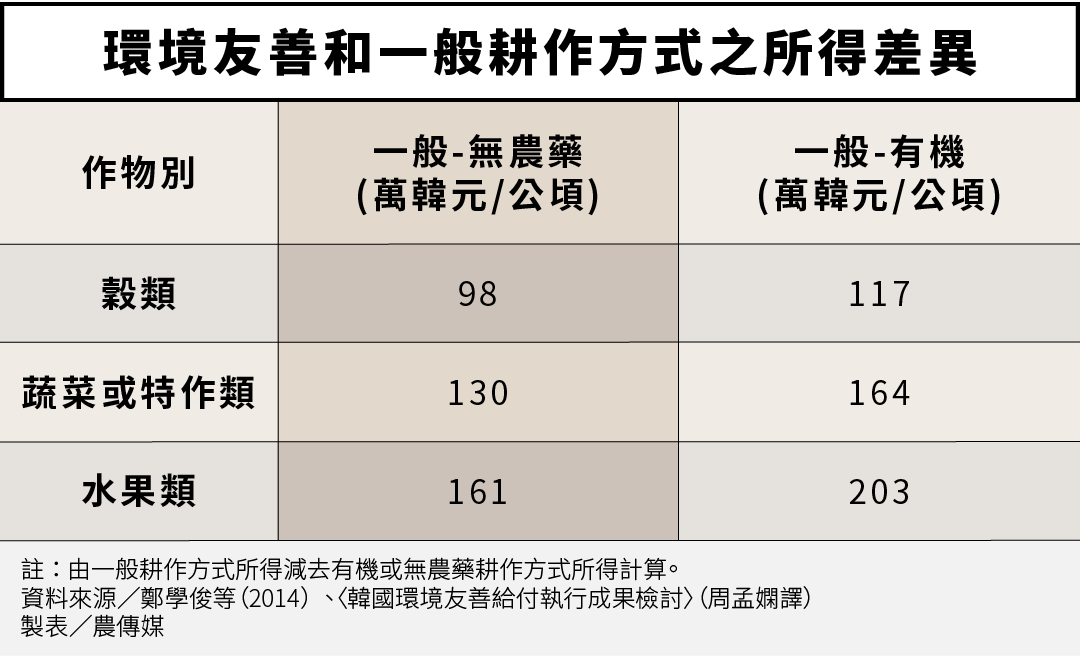 環境友善和一般耕作方式之所得差異
作物別
一般-無農藥
(萬韓元/公頃)
一般-有機
(萬韓元/公頃)
穀類
98
117
蔬菜或特作類
130
164
水果類
161
203
註：由一般耕作方式所得減去有機或無農藥耕作方式所得計算。
資料來源／鄭學俊等（2014）、〈韓國環境友善給付執行成果檢討〉（周孟嫻譯）
製表／農傳媒